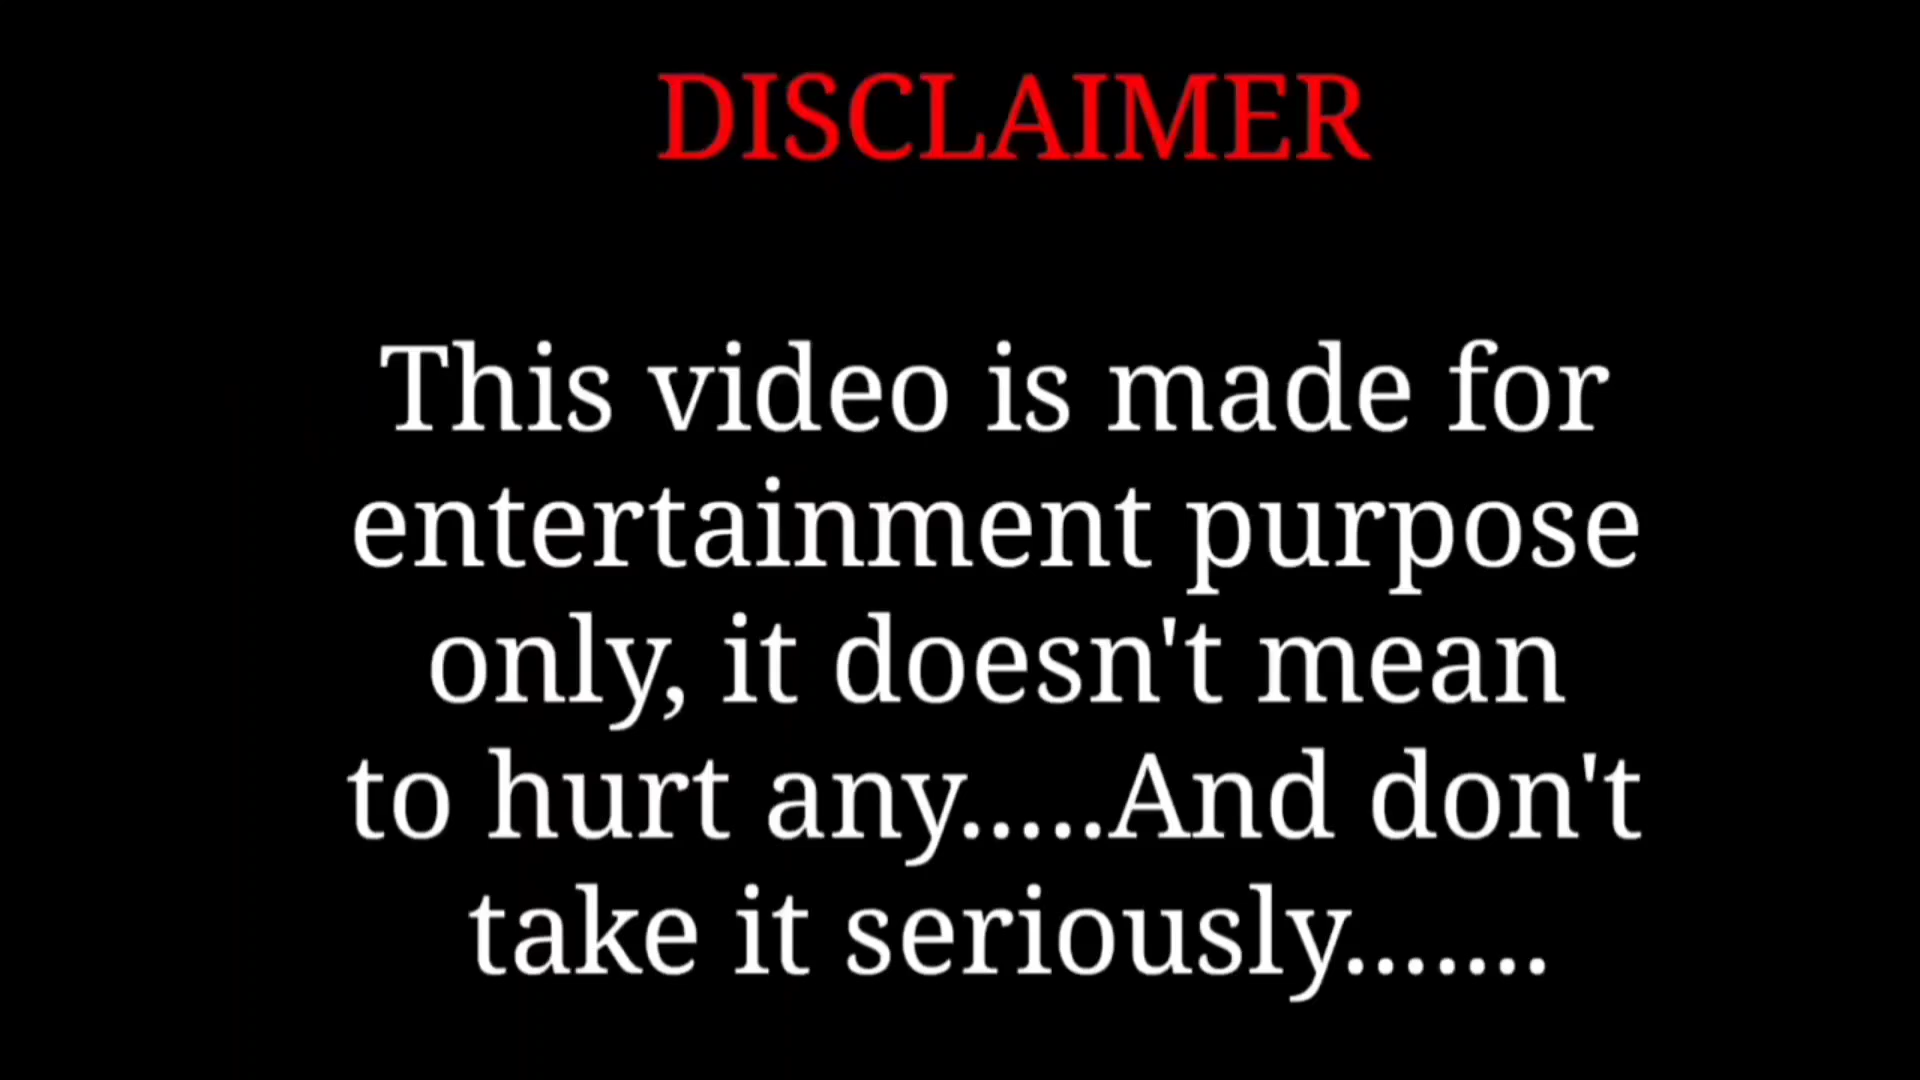 DISCLAIMER
This video is made for
entertainment purpose
only, it doesn't mean
to hurt any.....And don't
take it seriously.......